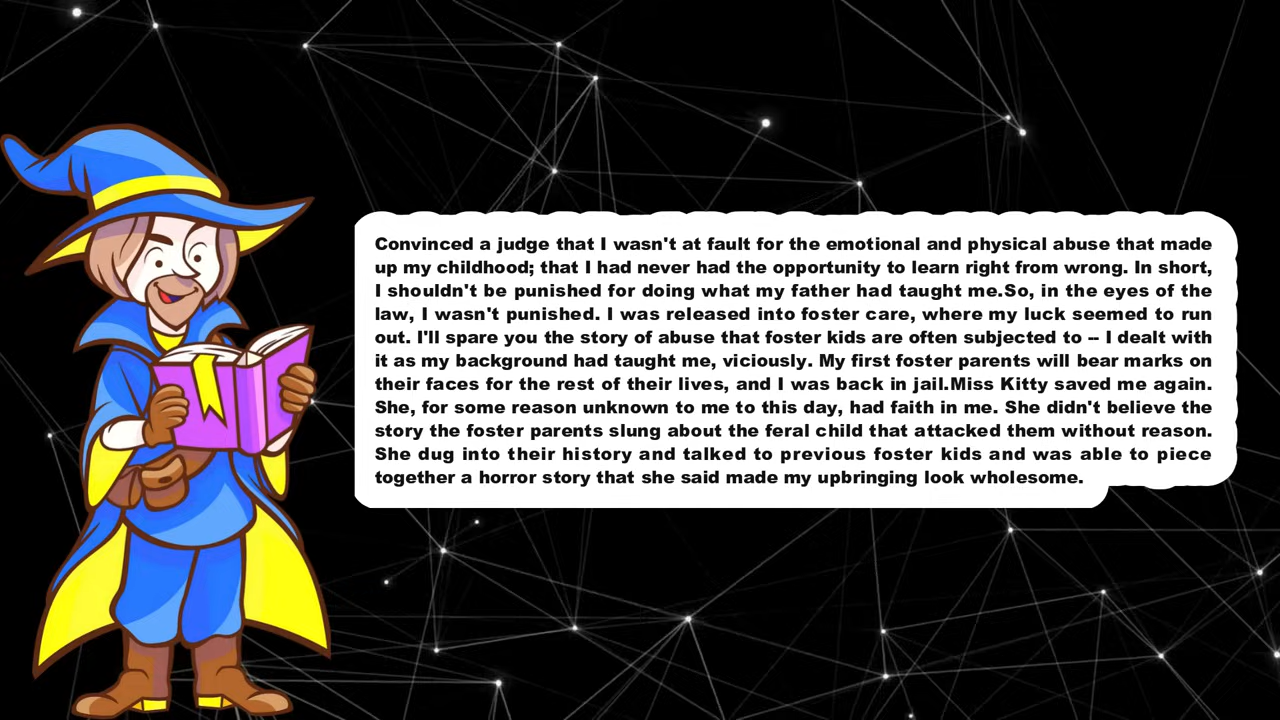 Convinced a judge that I wasn't at fault for the emotional and physical abuse that made
up my childhood; that I had never had the opportunity to learn right from wrong. In short,
I shouldn't be punished for doing what my father had taught me.So, in the eyes of the
law, I wasn't punished. I was released into foster care, where my luck seemed to run
out. I'll spare you the story of abuse that foster kids are often subjected to -- I dealt with
it as my background had taught me, viciously. My first foster parents will bear marks on
their faces for the rest of their lives, and I was back in jail.Miss Kitty saved me again.
She, for some reason unknown to me to this day, had faith in me. She didn't believe the
story the foster parents slung about the feral child that attacked them without reason.
She dug into their history and talked to previous foster kids and was able to piece
together a horror story that she said made my upbringing look wholesome.